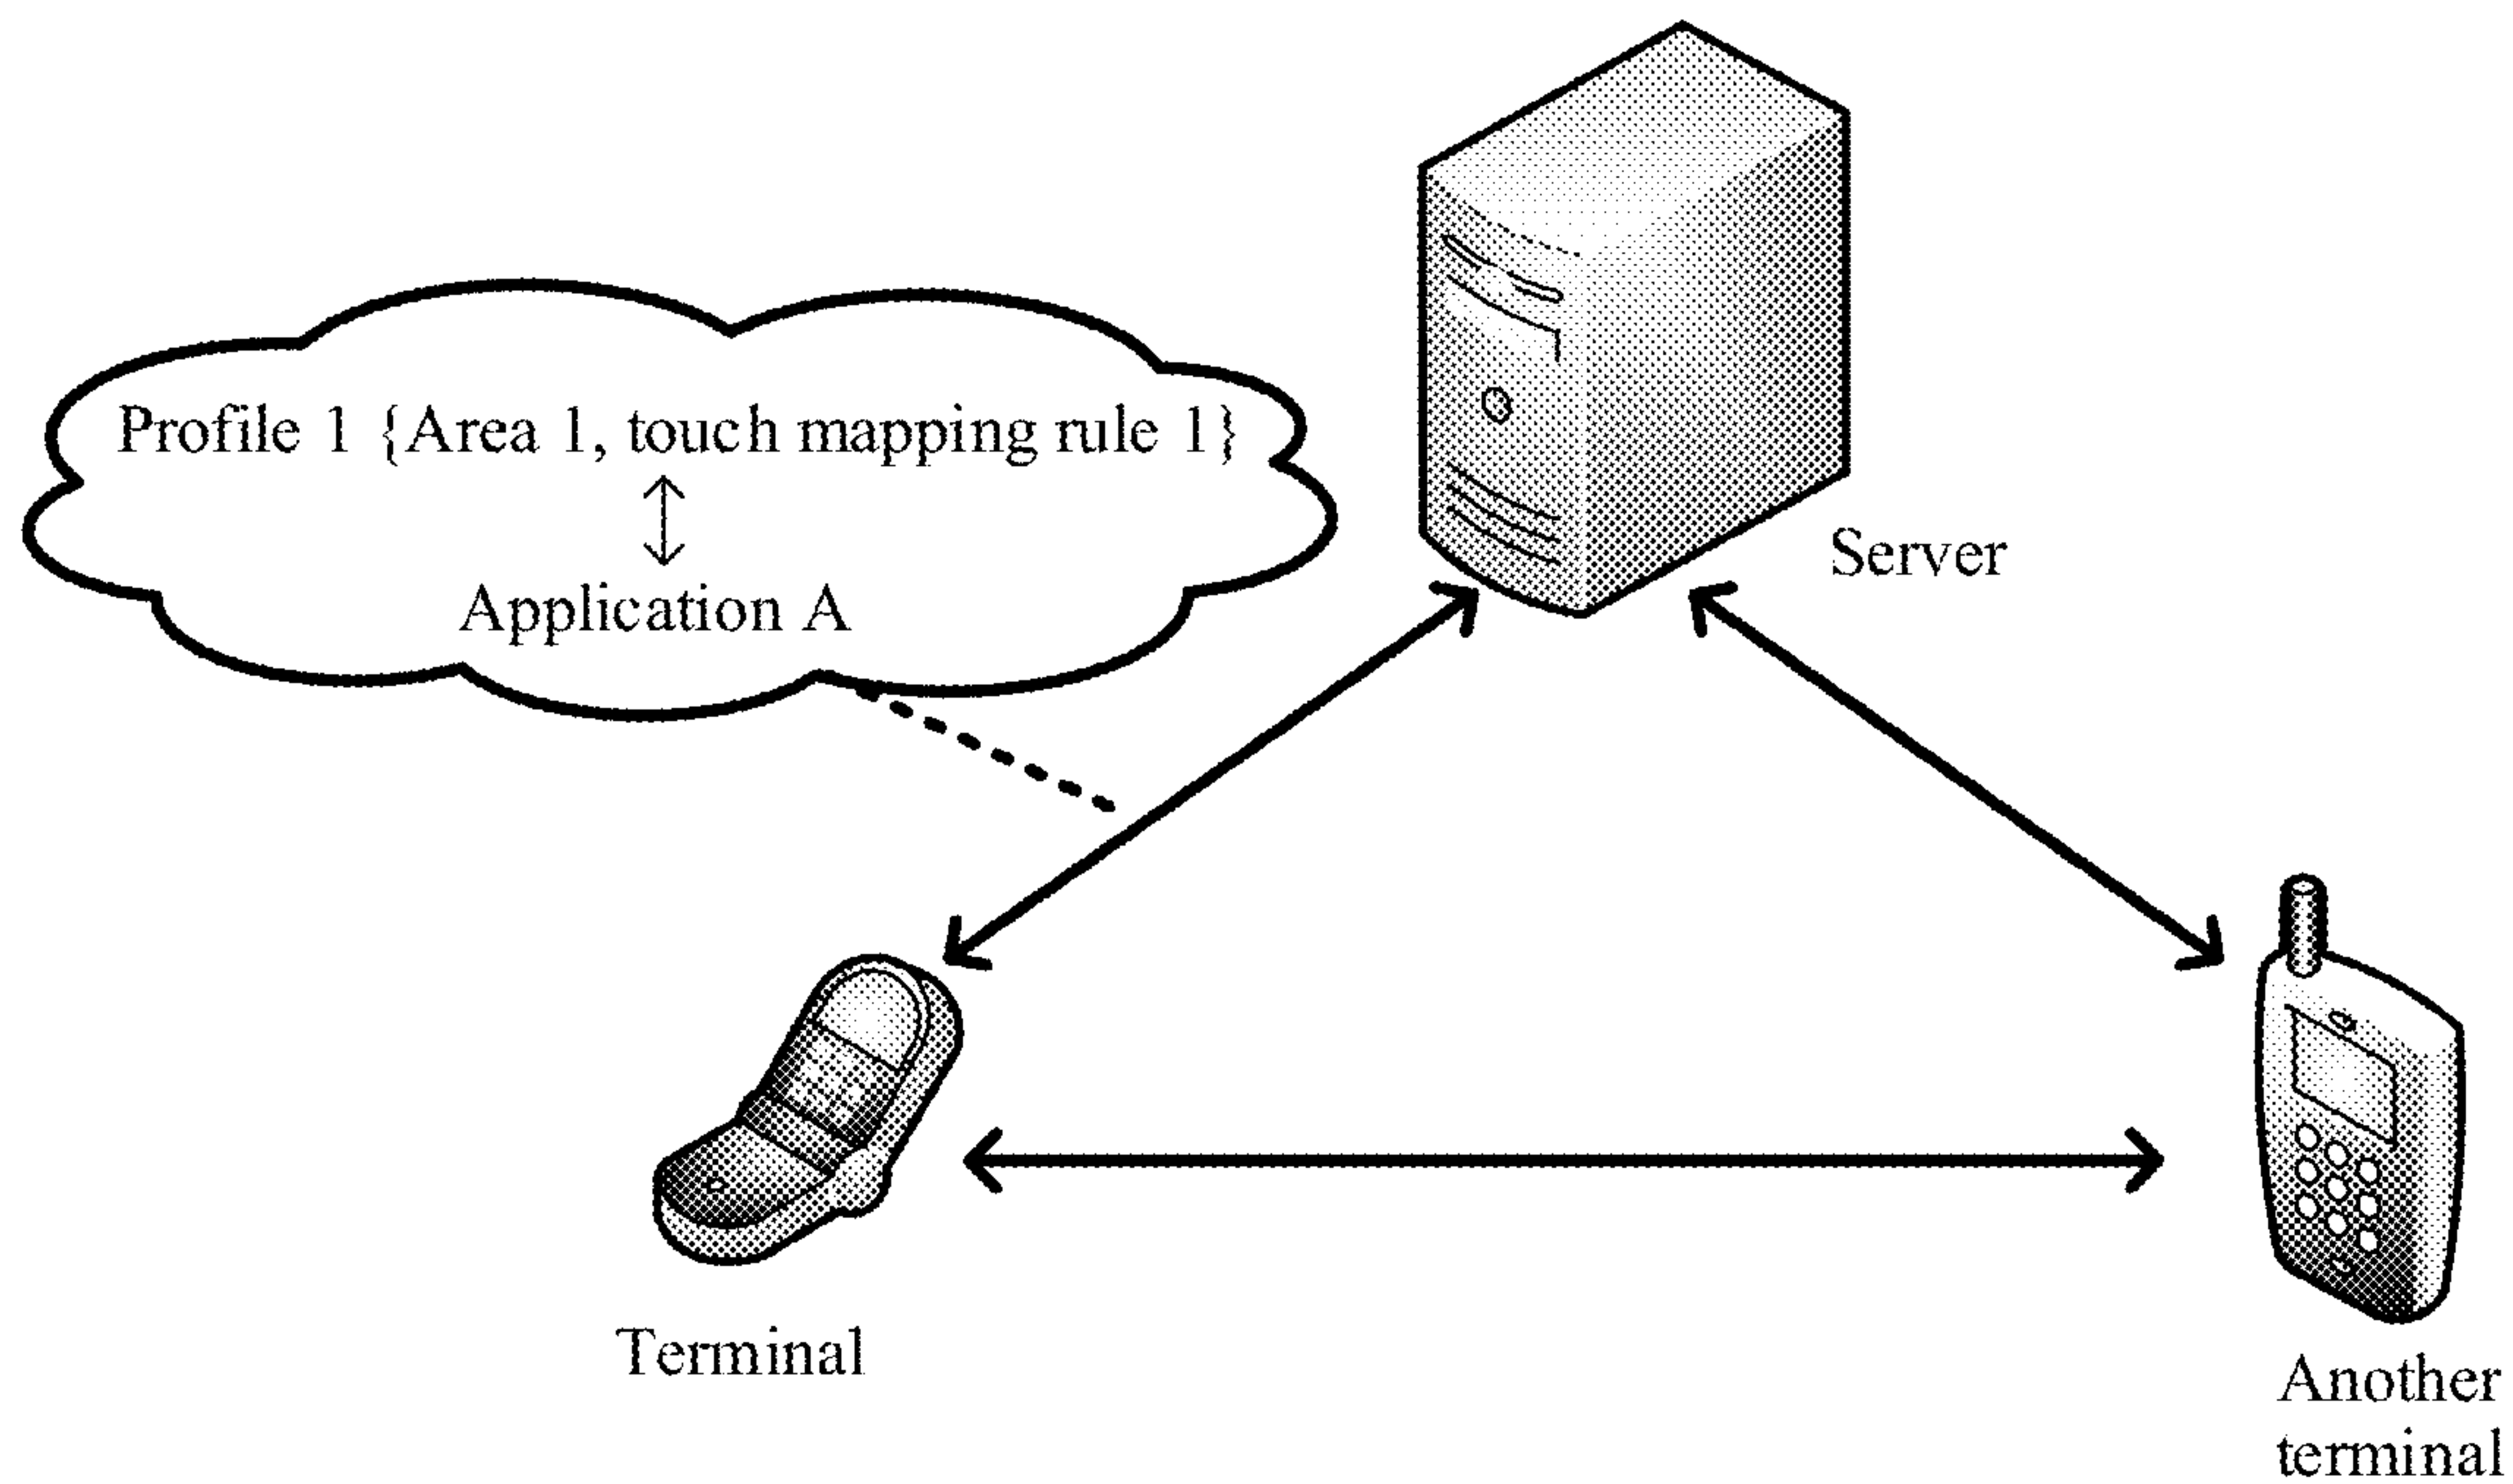 Profile 1 {Area 1, touch mapping rule 1}
Application A
Server
Terminal
Another
terminal